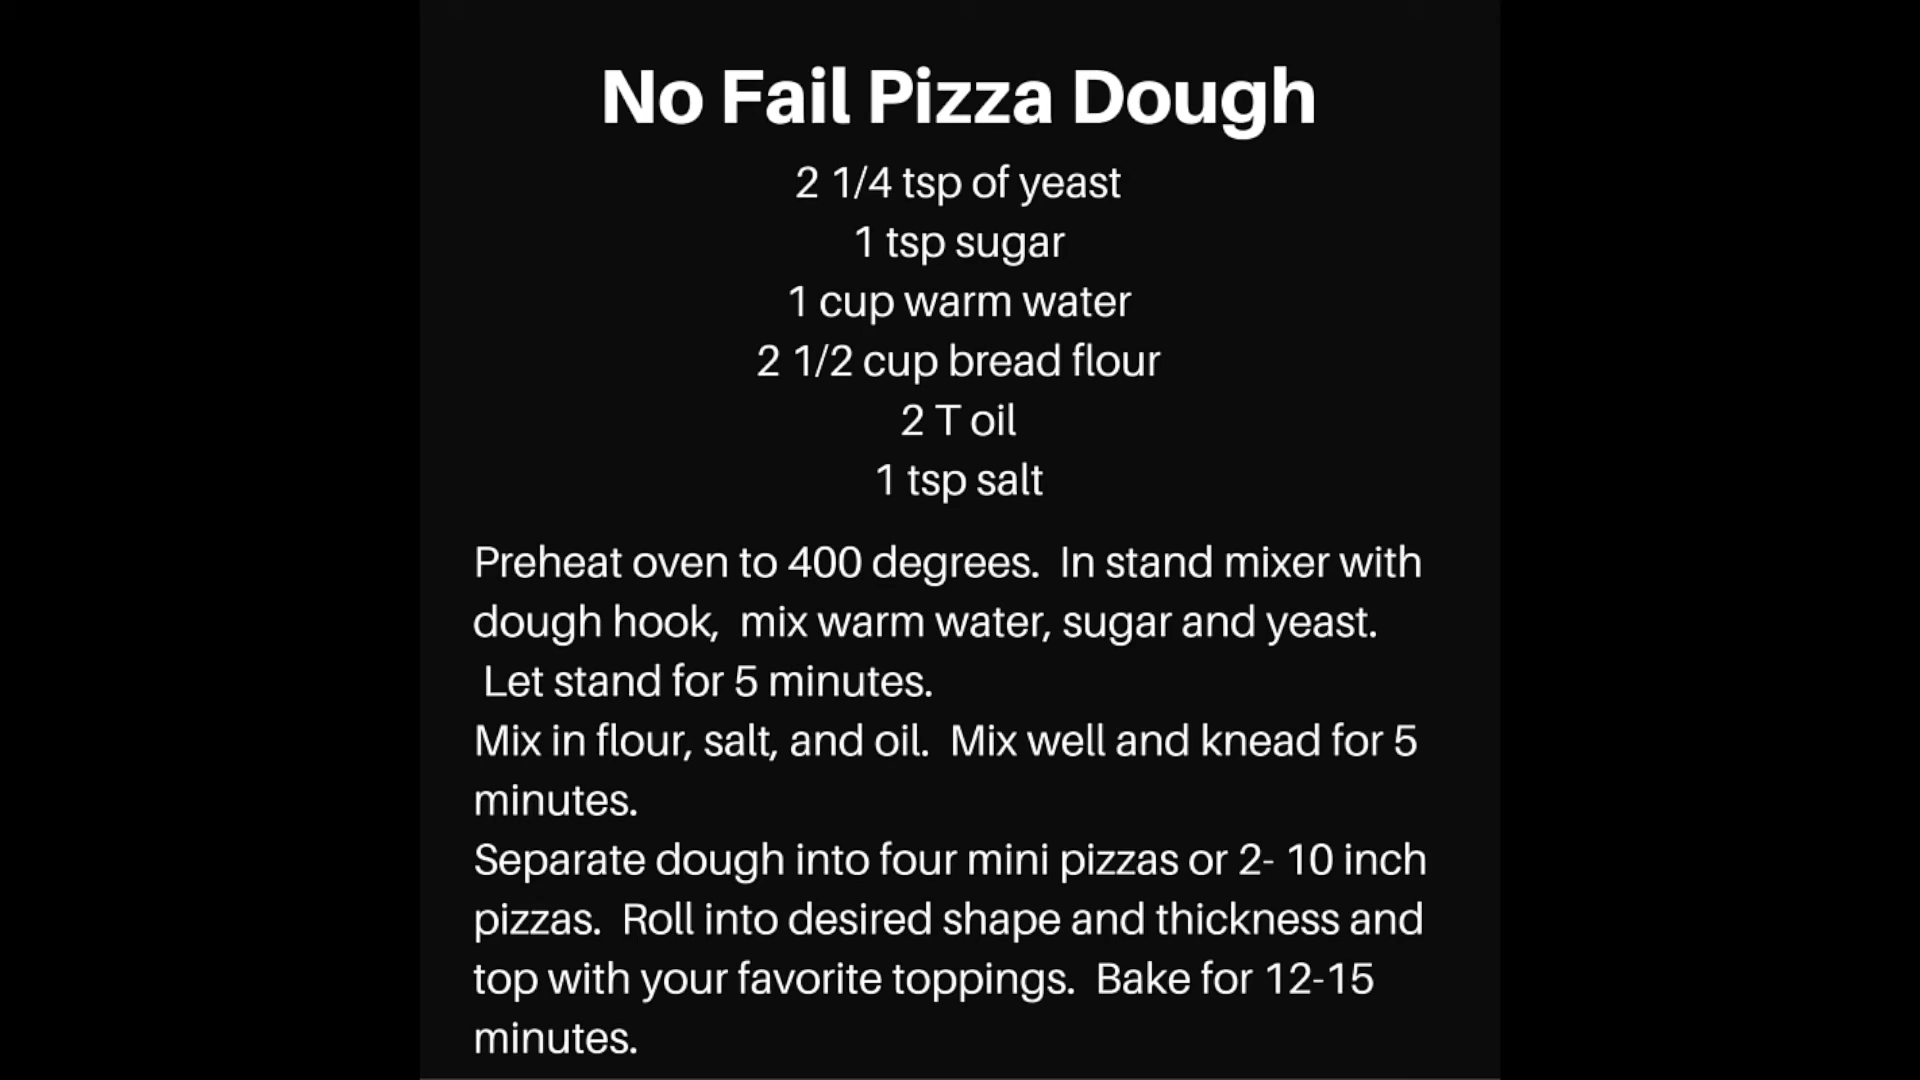 No Fail Pizza Dough
2 1/4 tsp of yeast
1 tsp sugar
1 cup warm water
2 1/2 cup bread flour
2 T oil
1 tsp salt
Preheat oven to 400 degrees.  In stand mixer with
dough hook,  mix warm water, sugar and yeast.
Let stand for 5 minutes.
Mix in flour, salt, and oil.  Mix well and knead for 5
minutes.
Separate dough into four mini pizzas or 2- 10 inch
pizzas.  Roll into desired shape and thickness and
top with your favorite toppings.  Bake for 12-15
minutes.